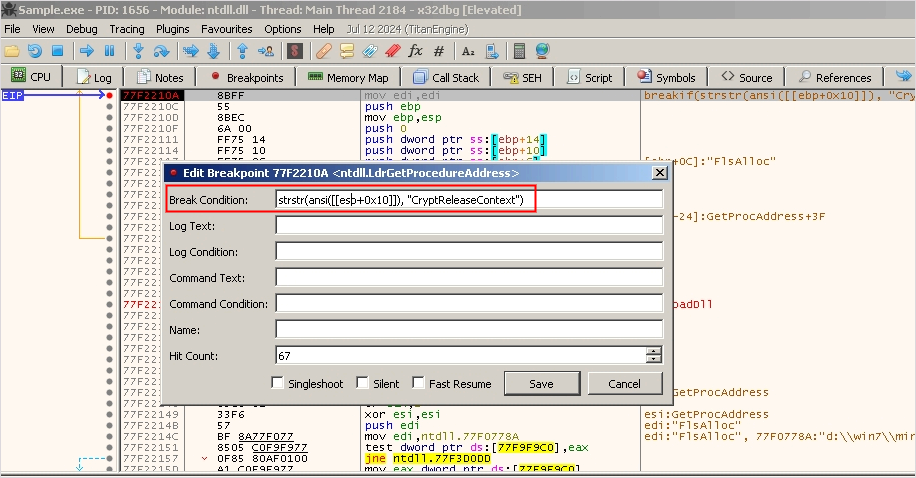 Sample.exe - PID: 1656 - Module: ntdll.dll - Thread: Main Thread 2184 - x32dbg [Elevated]
File View Debug Tracing Plugins Favourites Options Help Jul 12 2024 (TitanEngine)
CPU Log Notes Breakpoints Memory Map Call Stack SEH Script Symbols Source References
EIP 77F2210A 8BFF mov edi,edi breakif(strstr(ansi([[ebp+0x10]]), "Cry
77F2210C 55 push ebp
77F2210D 8BEC mov ebp,esp
77F2210F 6A 00 push 0
77F22111 FF75 14 push dword ptr ss:[ebp+14]
77F22114 FF75 10 push dword ptr ss:[ebp+10]
[ebp+0C]:"FlsAlloc"
Edit Breakpoint 77F2210A <ntdll.LdrGetProcedureAddress>
Break Condition: strstr(ansi([[esp+0x10]]), "CryptReleaseContext")
Log Text:
-24]:GetProcAddress+3F
Log Condition:
Command Text:
Command Condition:
oadDll
Name:
Hit Count: 67
Singleshoot Silent Fast Resume Save Cancel
GetProcAddress
77F22149 33F6 xor esi,esi esi:GetProcAddress
77F2214B 57 push edi edi:"FlsAlloc"
77F2214C BF 8A77F077 mov edi,ntdll.77F0778A edi:"FlsAlloc", 77F0778A:"d:\\win7\\mi
77F22151 8505 C0F9F977 test dword ptr ds:[77F9F9C0],eax
77F22157 0F85 80AF0100 jne ntdll.77F3D0DD
77F2215D A1 C0F9F977 mov eax,dword ptr ds:[77F9F9C0]